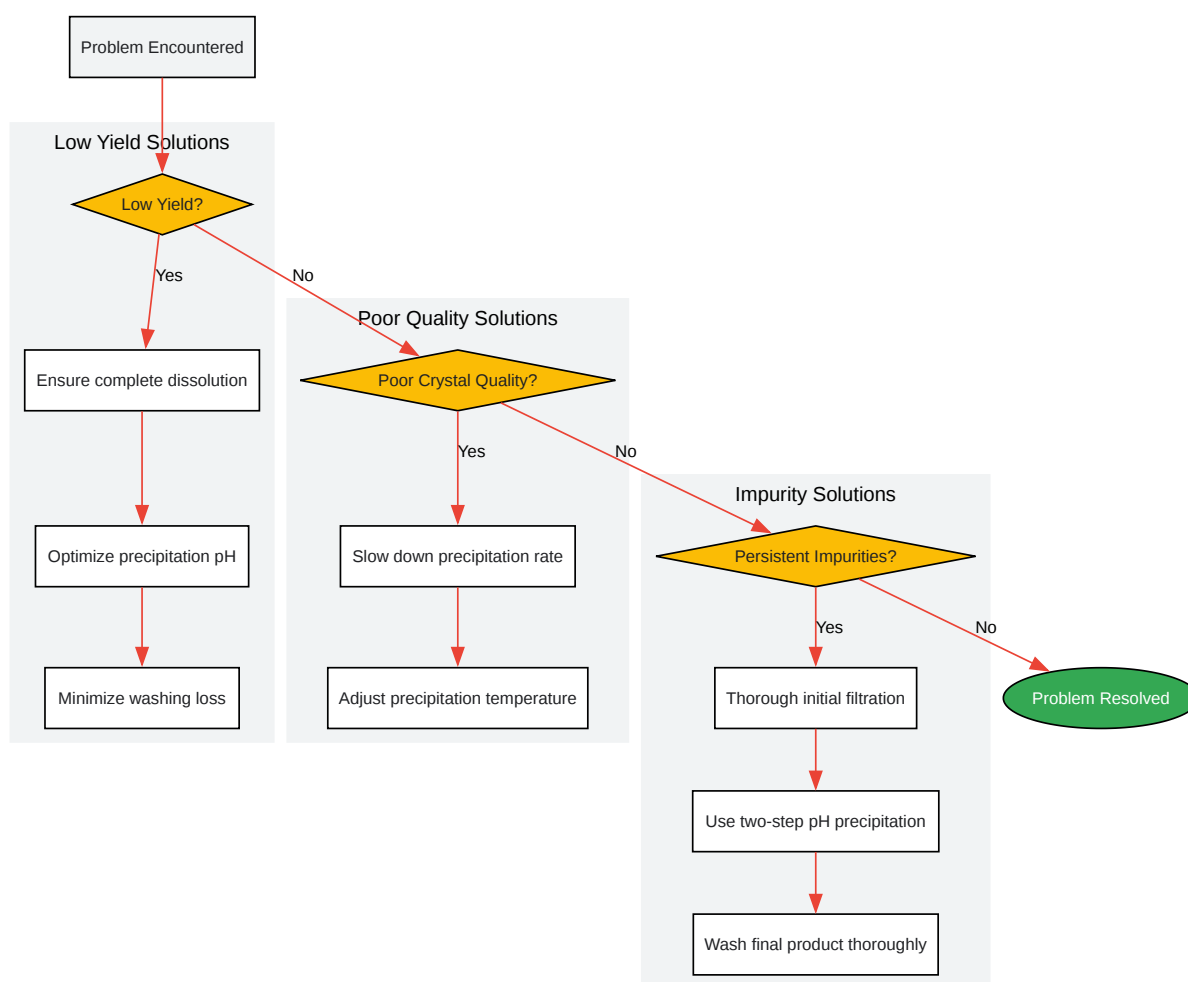 Problem Encountered
Low Yield Solutions
Low Yield?
Yes
No
Ensure complete dissolution
Optimize precipitation pH
Minimize washing loss
Poor Quality Solutions
Poor Crystal Quality?
Yes
No
Slow down precipitation rate
Adjust precipitation temperature
Impurity Solutions
Persistent Impurities?
Yes
No
Thorough initial filtration
Use two-step pH precipitation
Wash final product thoroughly
Problem Resolved